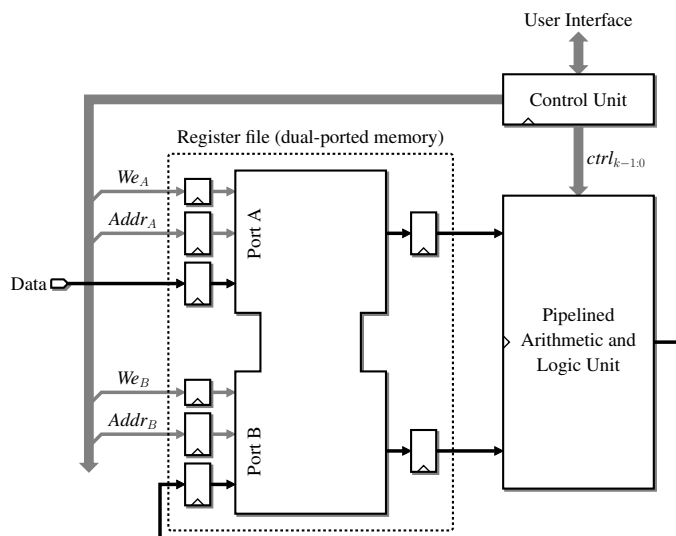 User Interface
Control Unit
Register file (dual-ported memory)
ctrl_{k−1:0}
We_A
Addr_A
Port A
Data
Pipelined
Arithmetic and
Logic Unit
We_B
Addr_B
Port B